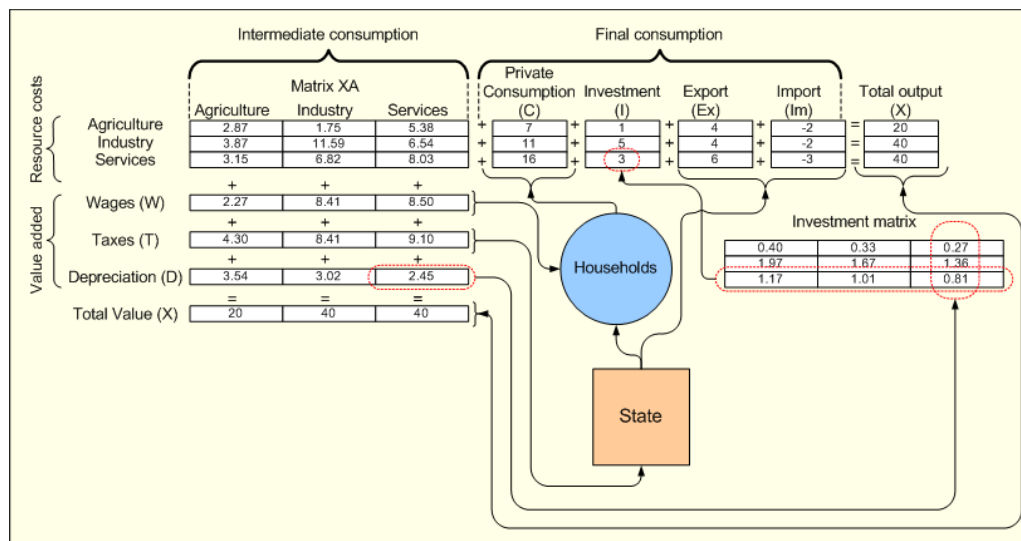 Intermediate consumption
Final consumption
Resource costs
Matrix XA
Private
Consumption
(C)
Investment
(I)
Export
(Ex)
Import
(Im)
Total output
(X)
Agriculture Industry Services
Agriculture 2.87 1.75 5.38 + 7 + 1 + 4 + -2 = 20
Industry 3.87 11.59 6.54 + 11 + 5 + 4 + -2 = 40
Services 3.15 6.82 8.03 + 16 + 3 + 6 + -3 = 40
+ + +
Value added
Wages (W) 2.27 8.41 8.50
+ + +
Taxes (T) 4.30 8.41 9.10
+ + +
Depreciation (D) 3.54 3.02 2.45
= = =
Total Value (X) 20 40 40
Households
State
Investment matrix
0.40 0.33 0.27
1.97 1.67 1.36
1.17 1.01 0.81